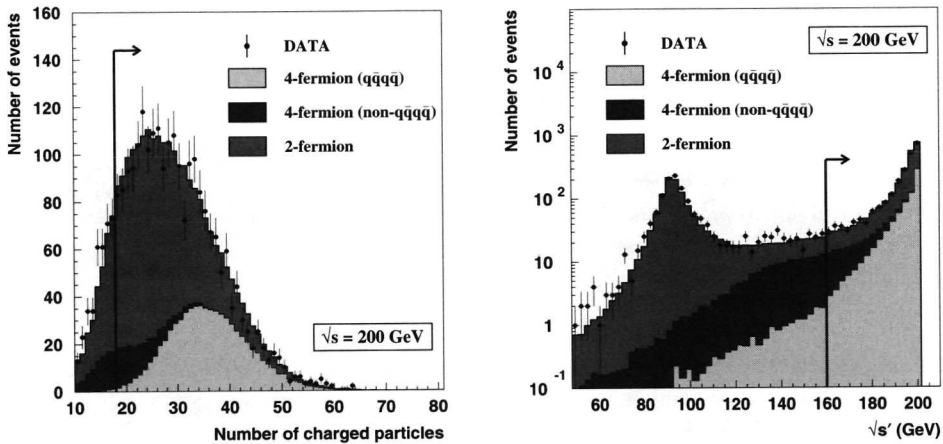 Number of events
160
140
120
100
80
60
40
20
0
DATA
4-fermion (qq̄qq̄)
4-fermion (non-qq̄qq̄)
2-fermion
√s = 200 GeV
10 20 30 40 50 60 70 80
Number of charged particles
Number of events
10⁴
10³
10²
10
1
10⁻¹
DATA
√s = 200 GeV
4-fermion (qq̄qq̄)
4-fermion (non-qq̄qq̄)
2-fermion
60 80 100 120 140 160 180 200
√s′ (GeV)